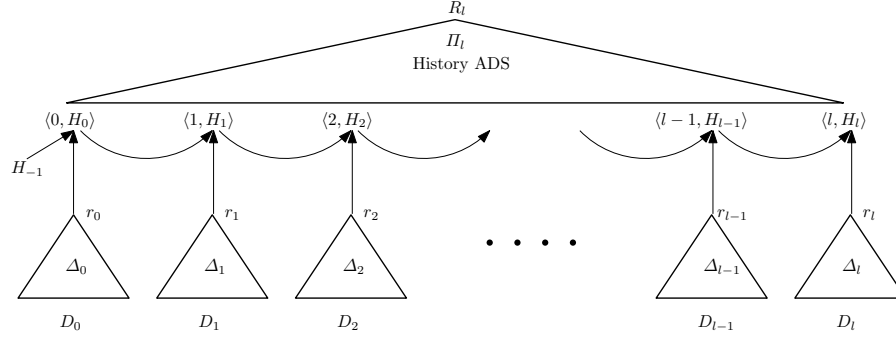 R_l
Π_l
History ADS
⟨0, H_0⟩ ⟨1, H_1⟩ ⟨2, H_2⟩ ⟨l − 1, H_{l−1}⟩ ⟨l, H_l⟩
H_{−1}
r_0 r_1 r_2 r_{l−1} r_l
Δ_0 Δ_1 Δ_2 Δ_{l−1} Δ_l
D_0 D_1 D_2 D_{l−1} D_l